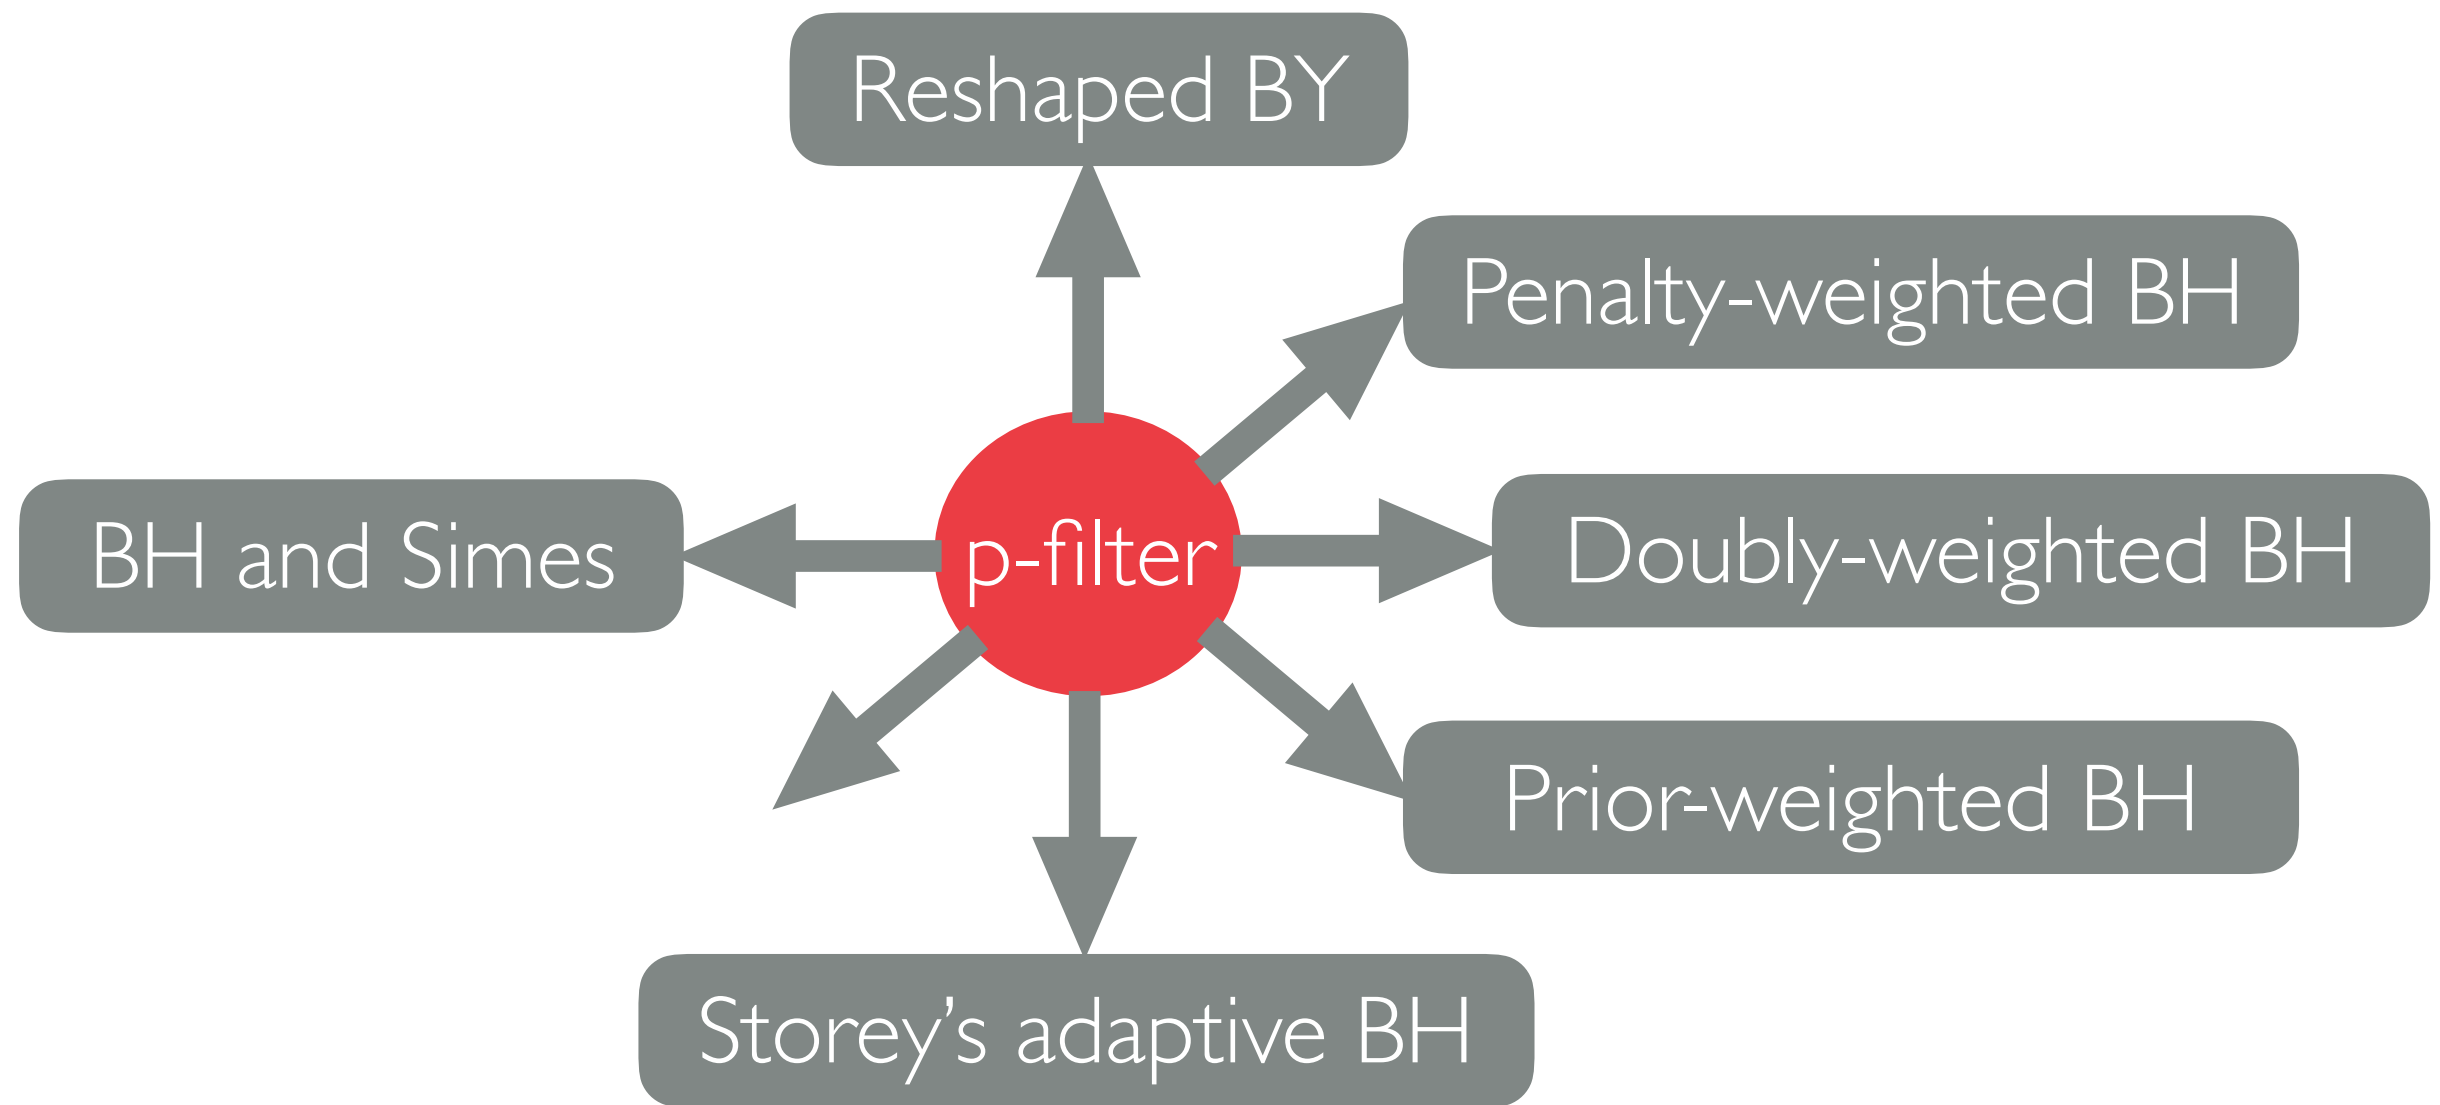 Reshaped BY
Penalty-weighted BH
BH and Simes
p-filter
Doubly-weighted BH
Prior-weighted BH
Storey’s adaptive BH